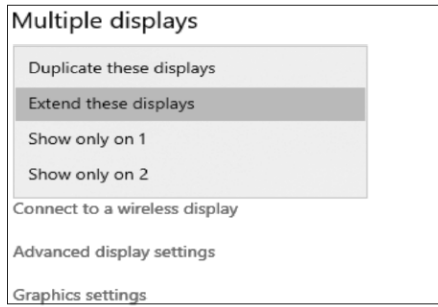 Multiple displays
Duplicate these displays
Extend these displays
Show only on 1
Show only on 2
Connect to a wireless display
Advanced display settings
Graphics settings